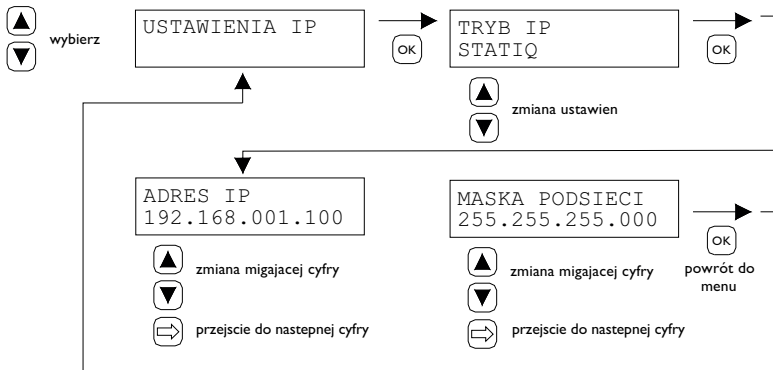 wybierz
USTAWIENIA IP
OK
TRYB IP
STATIQ
OK
zmiana ustawien
ADRES IP
192.168.001.100
MASKA PODSIECI
255.255.255.000
OK
zmiana migajacej cyfry
zmiana migajacej cyfry
powrót do
menu
przejscie do nastepnej cyfry
przejscie do nastepnej cyfry